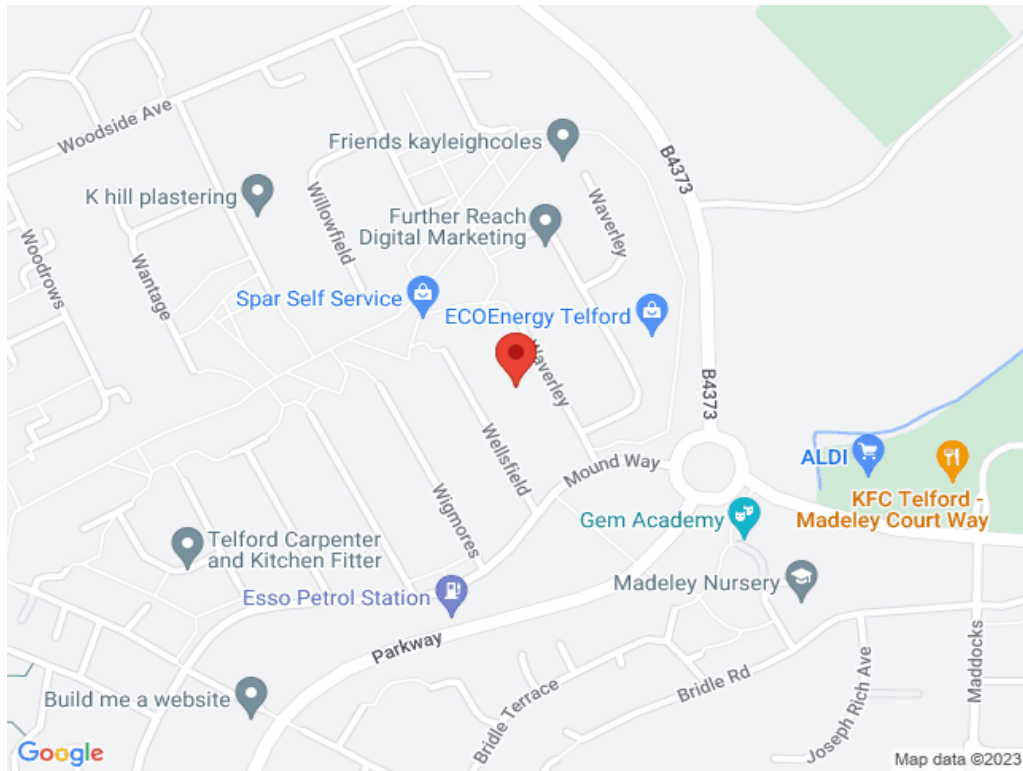 Woodside Ave
B4373
Friends kayleighcoles
K hill plastering
Willowfield
Waverley
Further Reach
Digital Marketing
Woodrows
Wantage
Spar Self Service
ECOEnergy Telford
Waverley
B4373
Wellsfield
Mound Way
ALDI
KFC Telford -
Madeley Court Way
Wigmores
Gem Academy
Telford Carpenter
and Kitchen Fitter
Madeley Nursery
Esso Petrol Station
Parkway
Maddocks
Build me a website
Bridle Terrace
Bridle Rd
Joseph Rich Ave
Google
Map data ©2023